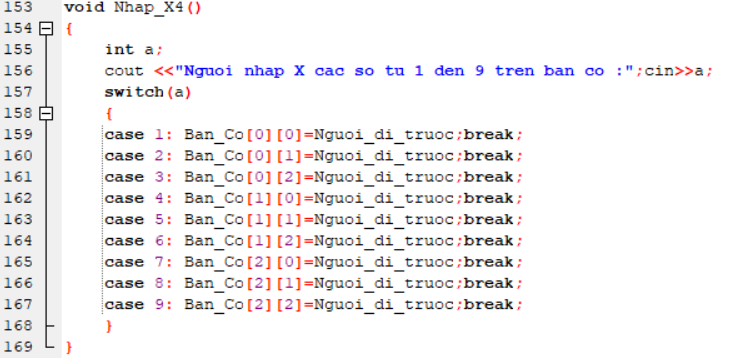 153 void Nhap_X4()
154 {
155 int a;
156 cout <<"Nguoi nhap X cac so tu 1 den 9 tren ban co :";cin>>a;
157 switch(a)
158 {
159 case 1: Ban_Co[0][0]=Nguoi_di_truoc;break;
160 case 2: Ban_Co[0][1]=Nguoi_di_truoc;break;
161 case 3: Ban_Co[0][2]=Nguoi_di_truoc;break;
162 case 4: Ban_Co[1][0]=Nguoi_di_truoc;break;
163 case 5: Ban_Co[1][1]=Nguoi_di_truoc;break;
164 case 6: Ban_Co[1][2]=Nguoi_di_truoc;break;
165 case 7: Ban_Co[2][0]=Nguoi_di_truoc;break;
166 case 8: Ban_Co[2][1]=Nguoi_di_truoc;break;
167 case 9: Ban_Co[2][2]=Nguoi_di_truoc;break;
168 }
169 }